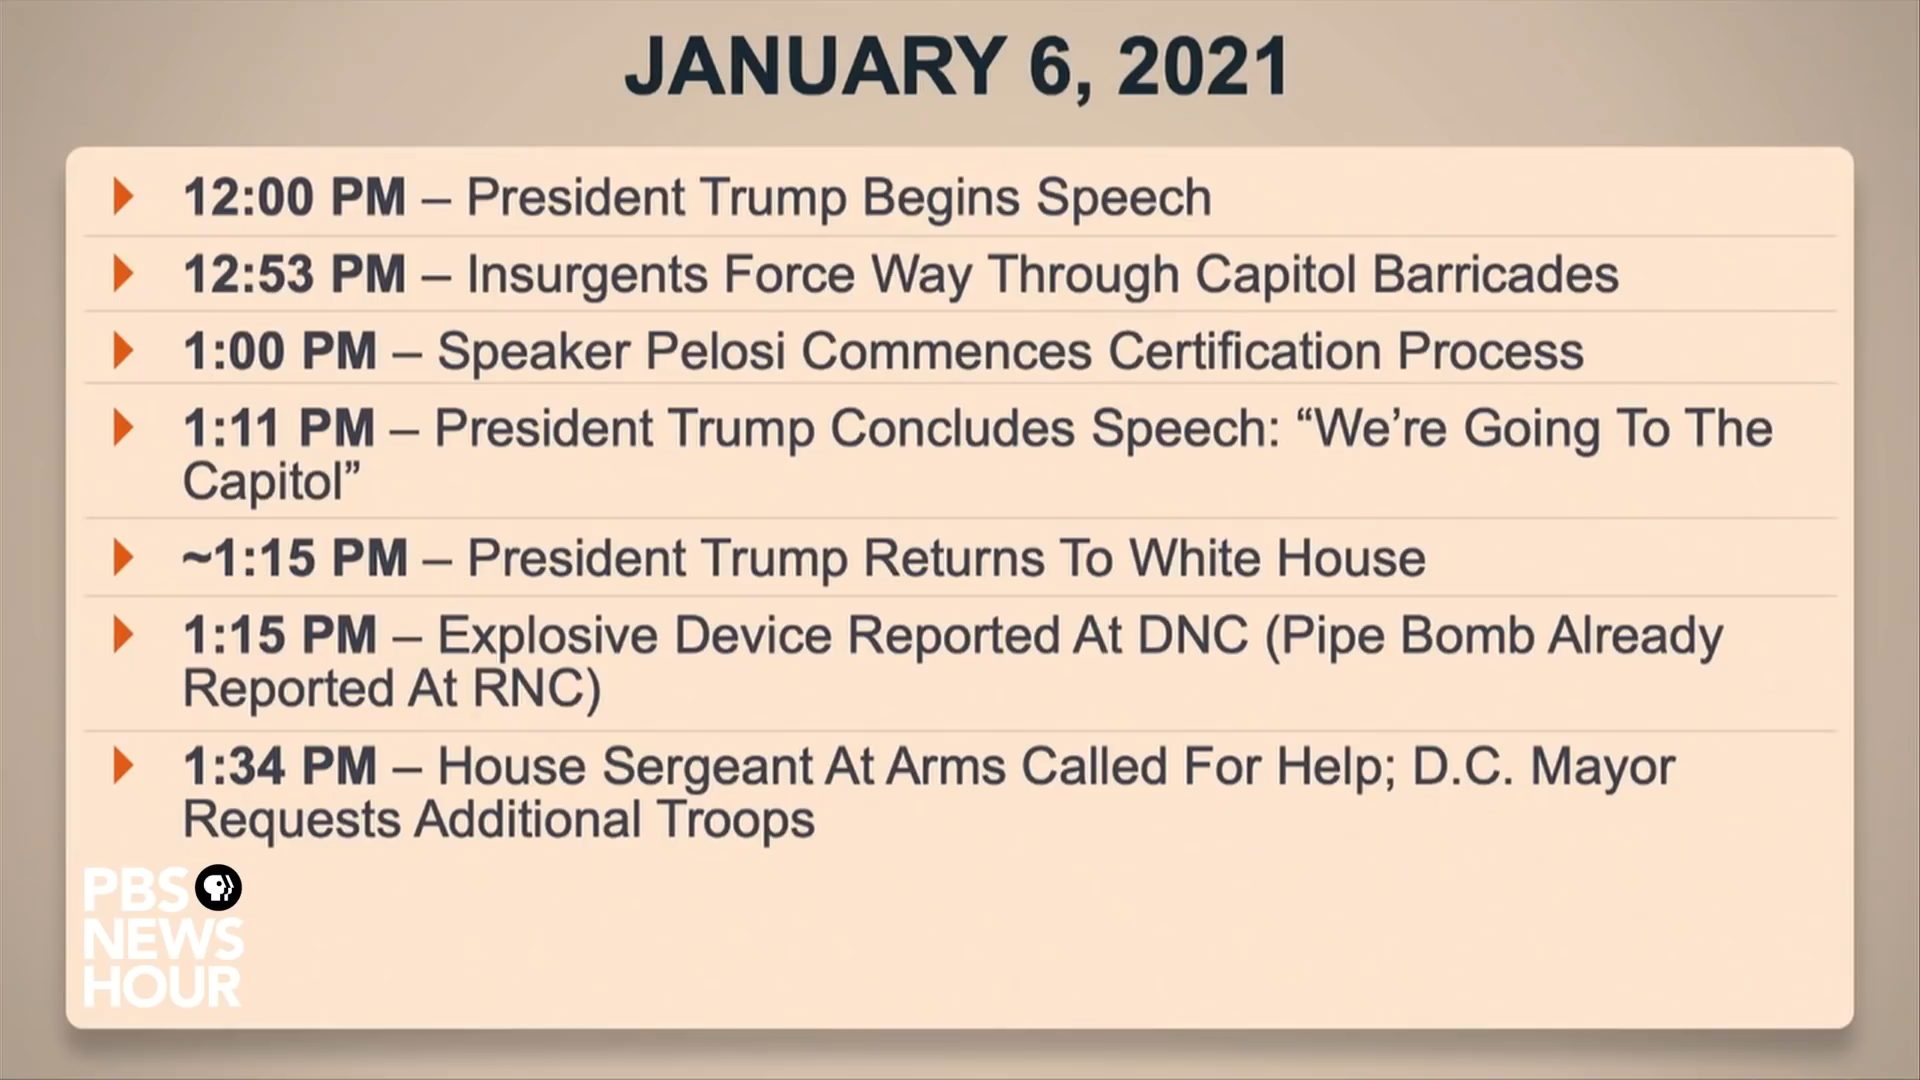 JANUARY 6, 2021
12:00 PM – President Trump Begins Speech
12:53 PM – Insurgents Force Way Through Capitol Barricades
1:00 PM – Speaker Pelosi Commences Certification Process
1:11 PM – President Trump Concludes Speech: “We’re Going To The
Capitol”
~1:15 PM – President Trump Returns To White House
1:15 PM – Explosive Device Reported At DNC (Pipe Bomb Already
Reported At RNC)
1:34 PM – House Sergeant At Arms Called For Help; D.C. Mayor
Requests Additional Troops
PBS
NEWS
HOUR